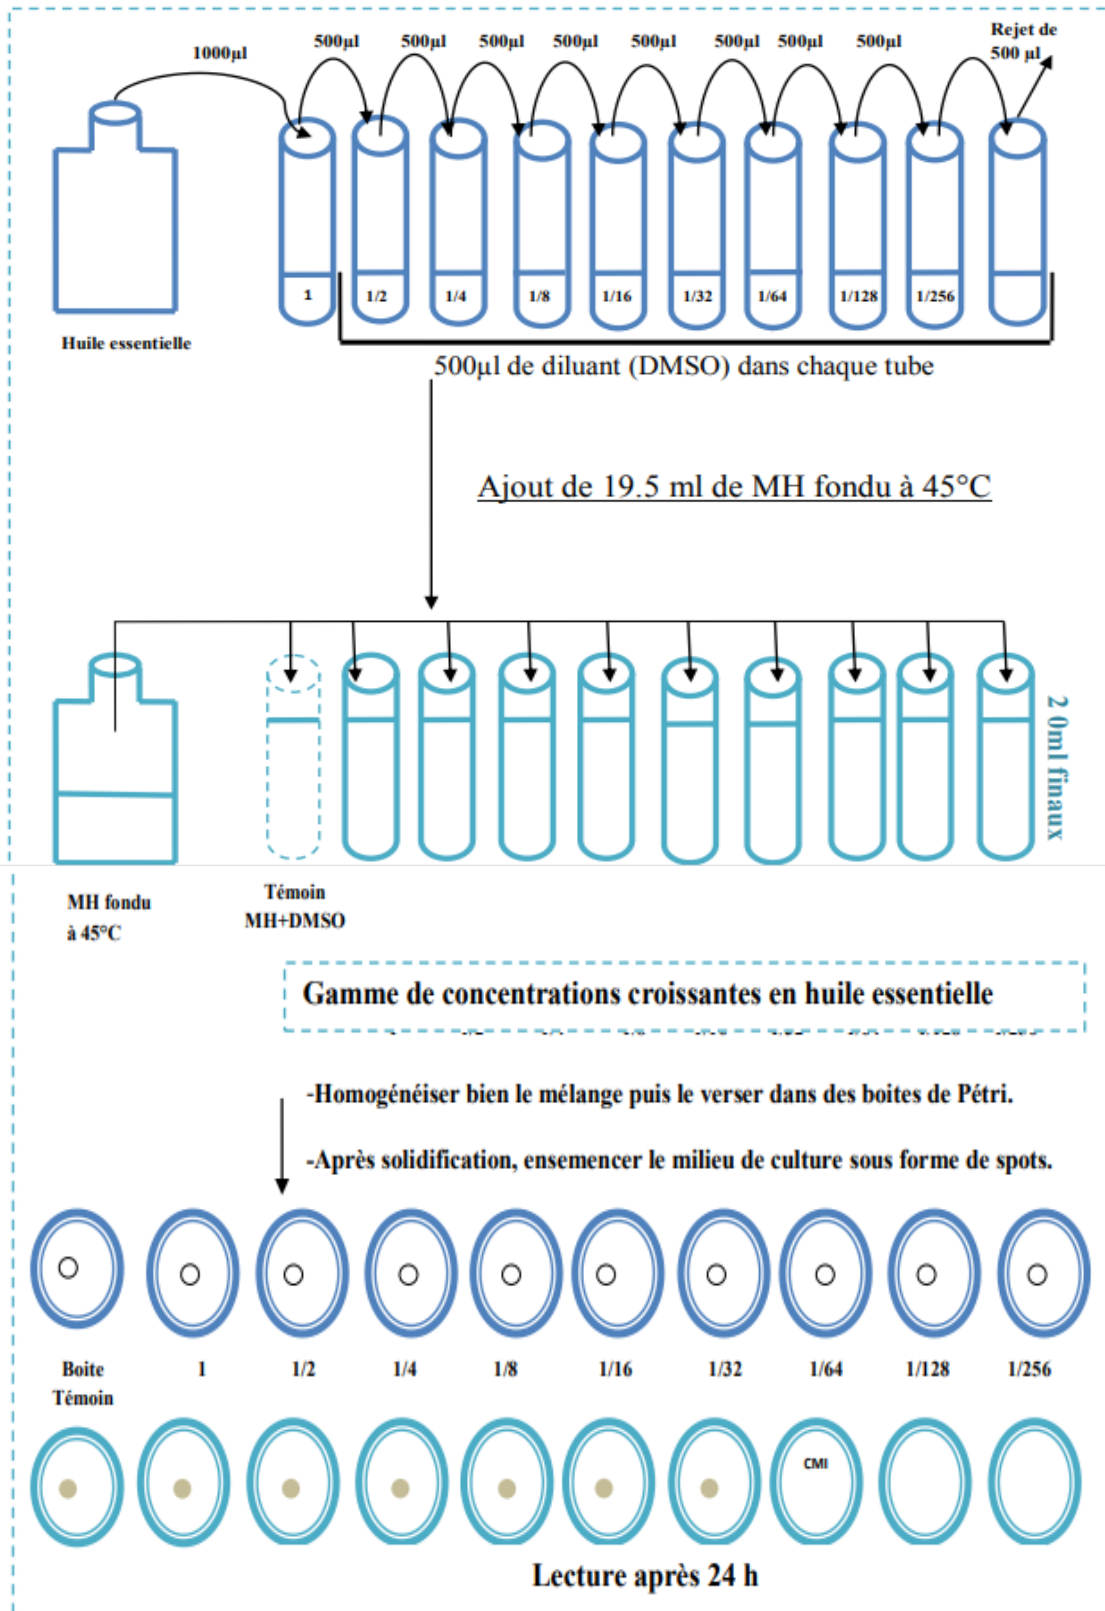 Rejet de
500 µl
1000µl
500µl
500µl
500µl
500µl
500µl
500µl
500µl
500µl
1
1/2
1/4
1/8
1/16
1/32
1/64
1/128
1/256
Huile essentielle
500µl de diluant (DMSO) dans chaque tube
Ajout de 19.5 ml de MH fondu à 45°C
2 0ml finaux
MH fondu
à 45°C
Témoin
MH+DMSO
Gamme de concentrations croissantes en huile essentielle
-Homogénéiser bien le mélange puis le verser dans des boites de Pétri.
-Après solidification, ensemencer le milieu de culture sous forme de spots.
Boite
Témoin
1
1/2
1/4
1/8
1/16
1/32
1/64
1/128
1/256
CMI
Lecture après 24 h